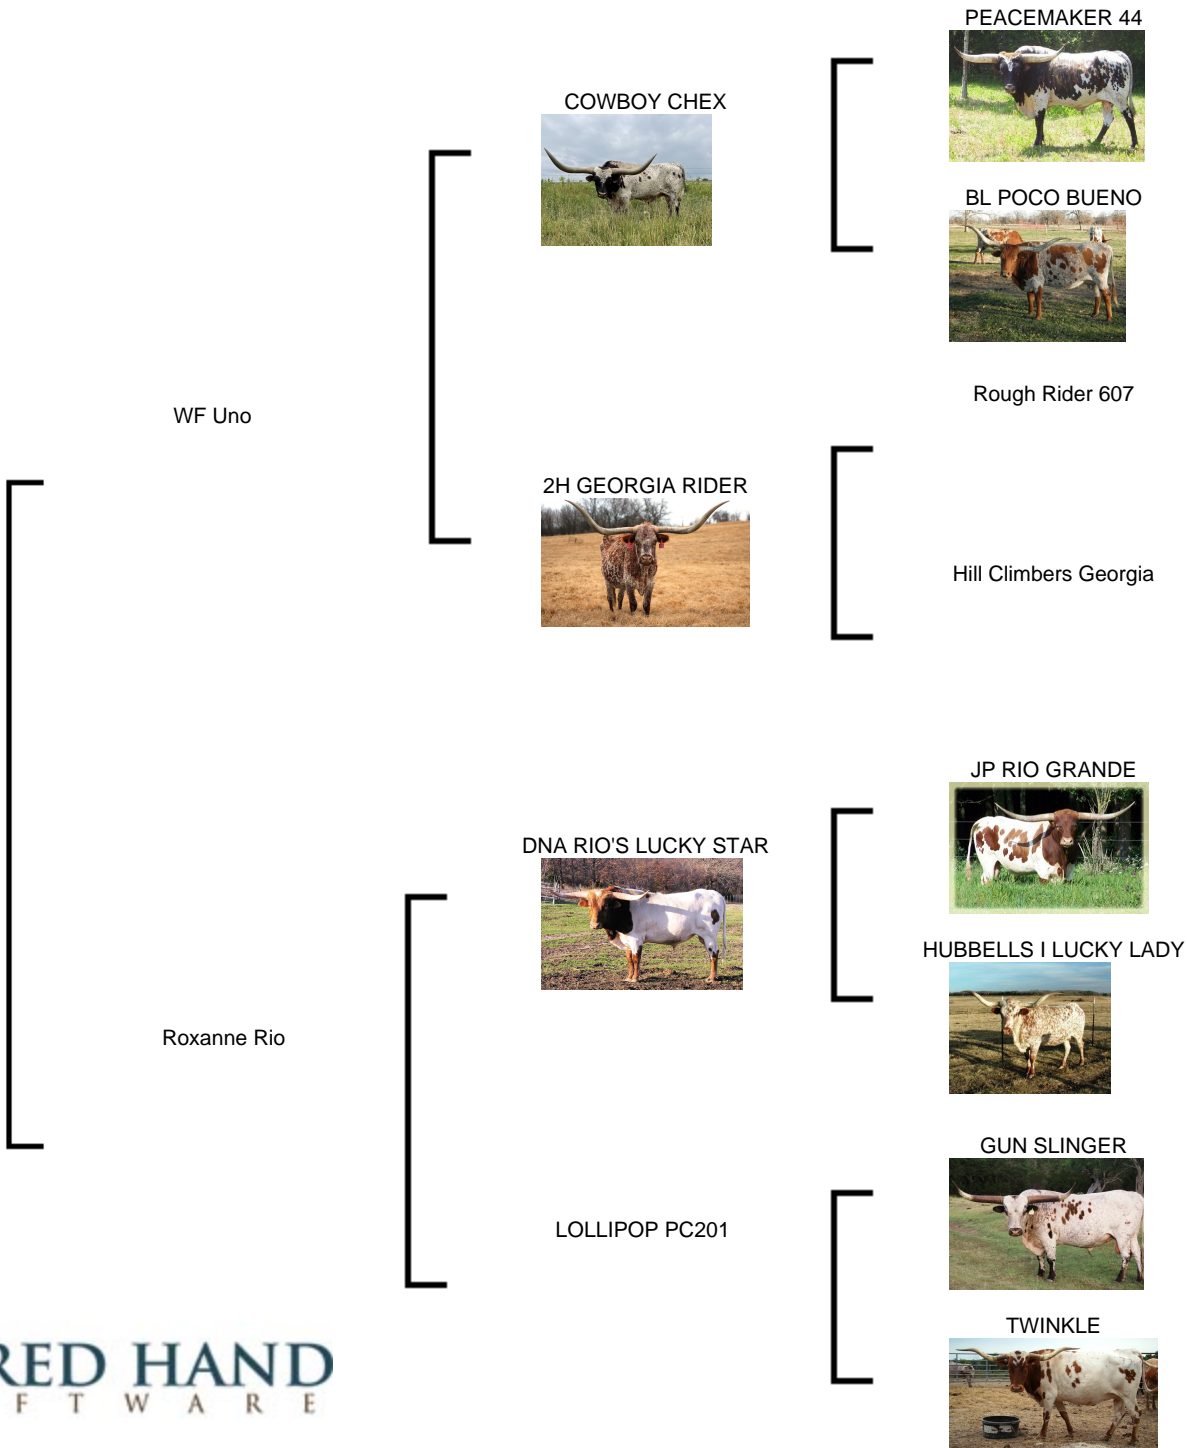 PEACEMAKER 44
COWBOY CHEX
BL POCO BUENO
WF Uno
Rough Rider 607
2H GEORGIA RIDER
Hill Climbers Georgia
JP RIO GRANDE
DNA RIO'S LUCKY STAR
HUBBELLS I LUCKY LADY
Roxanne Rio
GUN SLINGER
LOLLIPOP PC201
TWINKLE
RED HAND
FTWARE